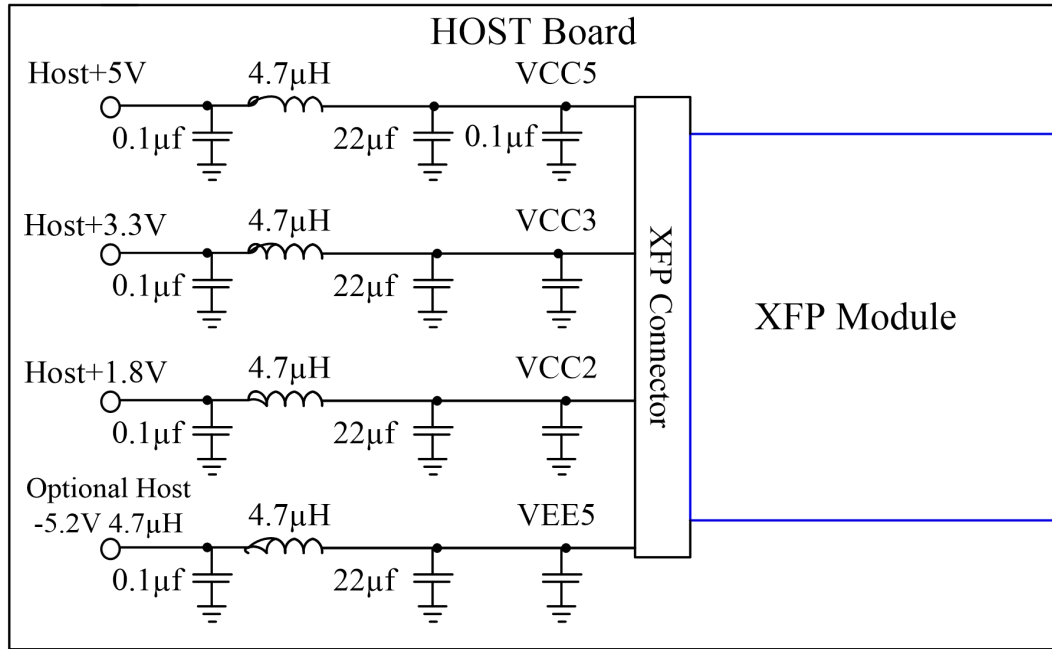 HOST Board
Host+5V
4.7µH
VCC5
0.1µf
22µf
0.1µf
Host+3.3V
4.7µH
VCC3
0.1µf
22µf
Host+1.8V
4.7µH
VCC2
0.1µf
22µf
Optional Host
-5.2V 4.7µH
4.7µH
VEE5
0.1µf
22µf
XFP Connector
XFP Module